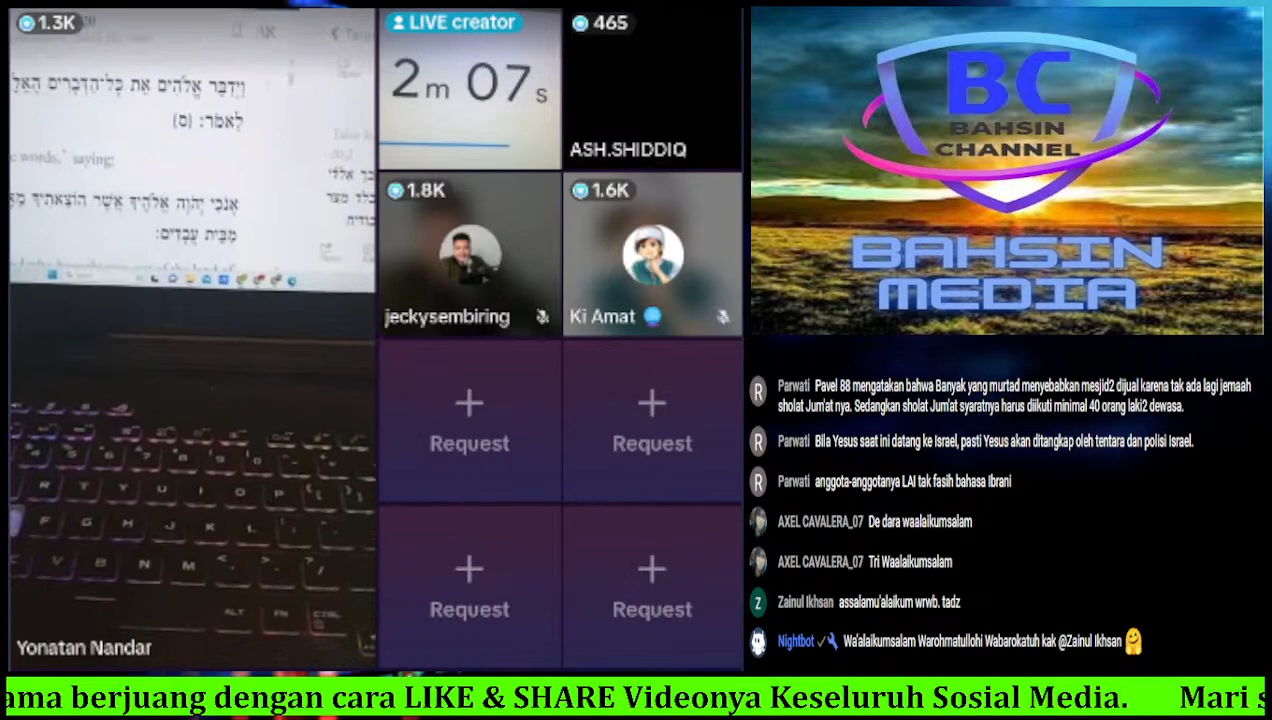 1.3K
וַיְדַבֵּר אֱלֹהִים אֵת כׇּל־הַדְּבָרִים הָאֵלֶּ
לֵאמֹר׃ (ס)
words," saying:
אָנֹכִי יְהֹוָה אֱלֹהֶיךָ אֲשֶׁר הוֹצֵאתִיךָ
מִבֵּית עֲבָדִים׃
Yonatan Nandar
LIVE creator
2m 07s
465
ASH.SHIDDIQ
1.8K
jeckysembiring
1.6K
Ki Amat
+
Request
+
Request
+
Request
+
Request
BC
BAHSIN
CHANNEL
BAHSIN
MEDIA
R Parwati Pavel 88 mengatakan bahwa Banyak yang murtad menyebabkan mesjid2 dijual karena tak ada lagi jemaah
sholat Jum'at nya. Sedangkan sholat Jum'at syaratnya harus diikuti minimal 40 orang laki2 dewasa.
R Parwati Bila Yesus saat ini datang ke Israel, pasti Yesus akan ditangkap oleh tentara dan polisi Israel.
R Parwati anggota-anggotanya LAI tak fasih bahasa Ibrani
AXEL CAVALERA_07 De dara waalaikumsalam
AXEL CAVALERA_07 Tri Waalaikumsalam
Z Zainul Ikhsan assalamu'alaikum wrwb. tadz
Nightbot Wa'alaikumsalam Warohmatullohi Wabarokatuh kak @Zainul Ikhsan 🤗
ama berjuang dengan cara LIKE & SHARE Videonya Keseluruh Sosial Media. Mari s